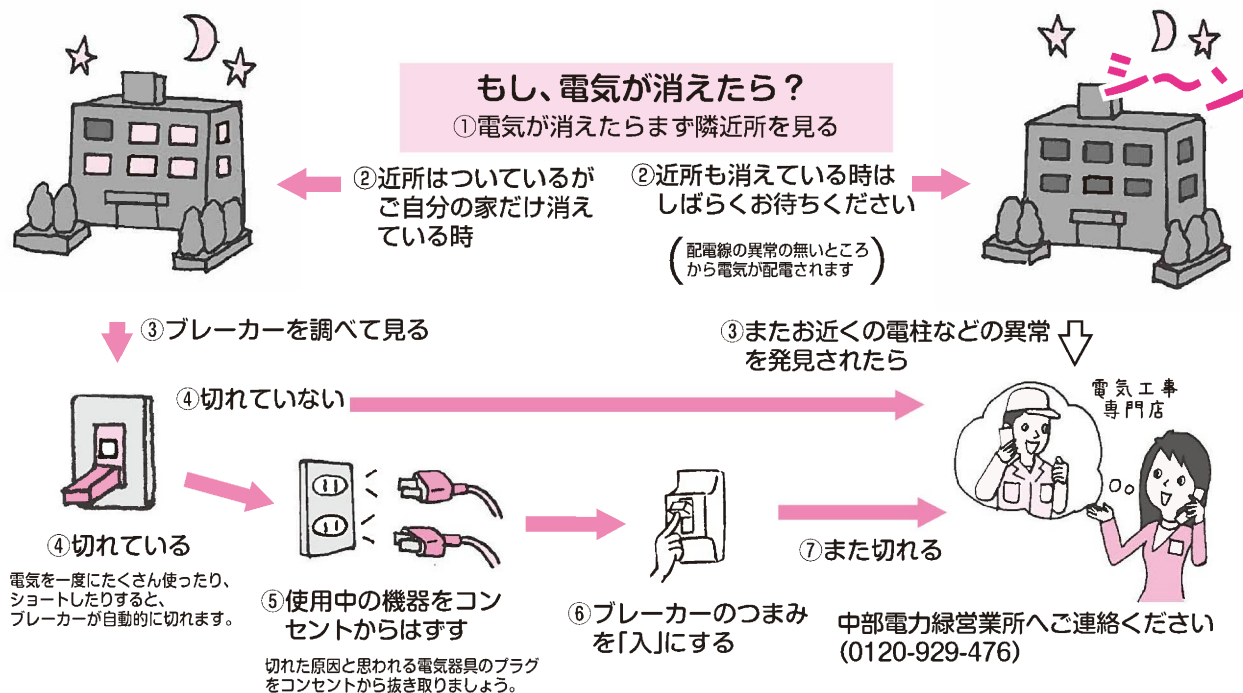 もし、電気が消えたら？
①電気が消えたらまず隣近所を見る
②近所はついているが
ご自分の家だけ消え
ている時
②近所も消えている時は
しばらくお待ちください
（配電線の異常の無いところ
から電気が配電されます）
シ〜ン
③ブレーカーを調べて見る
③またお近くの電柱などの異常
を発見されたら
④切れていない
電気工事
専門店
④切れている
電気を一度にたくさん使ったり、
ショートしたりすると、
ブレーカーが自動的に切れます。
⑤使用中の機器をコン
セントからはずす
切れた原因と思われる電気器具のプラグ
をコンセントから抜き取りましょう。
⑥ブレーカーのつまみ
を「入」にする
⑦また切れる
中部電力緑営業所へご連絡ください
（0120-929-476）